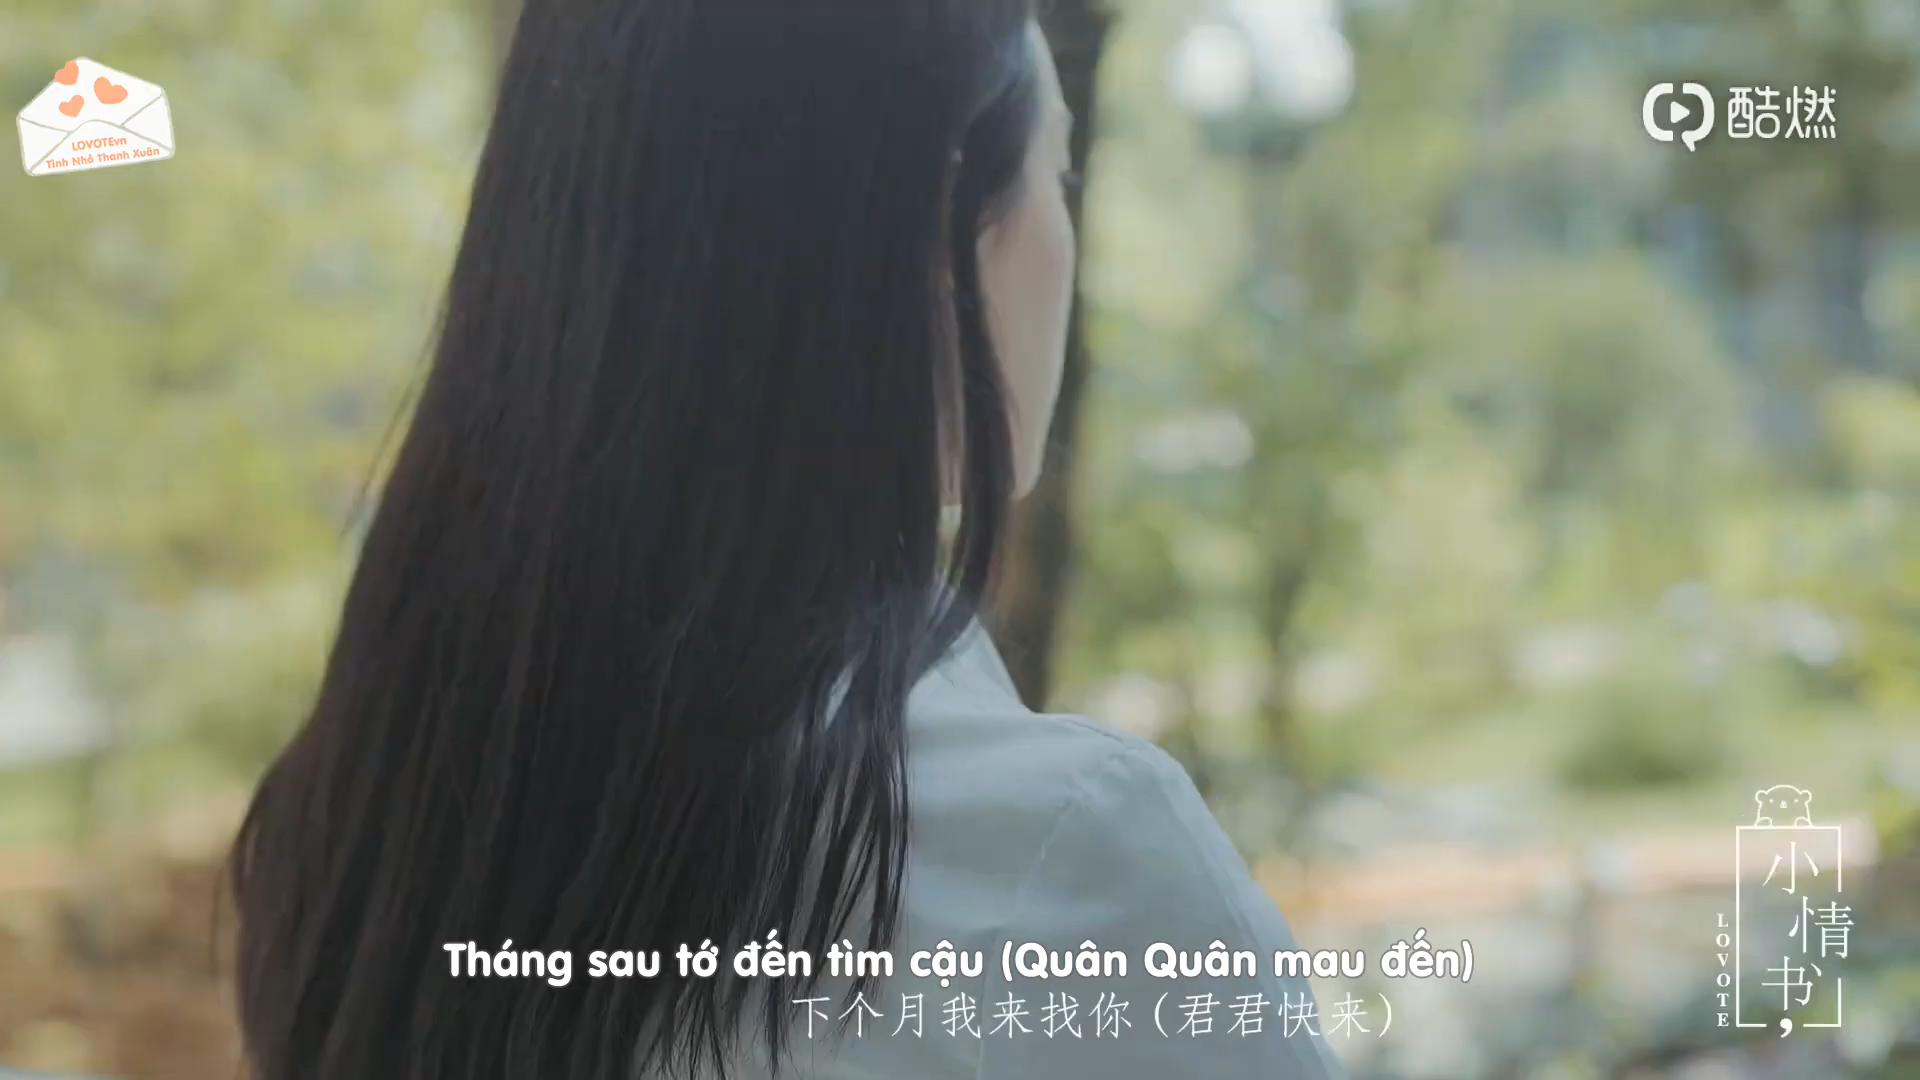 LOVOTEvn
Tình Nhỏ Thanh Xuân
酷燃
Tháng sau tớ đến tìm cậu (Quân Quân mau đến)
下个月我来找你（君君快来）
小情书
LOVOTE